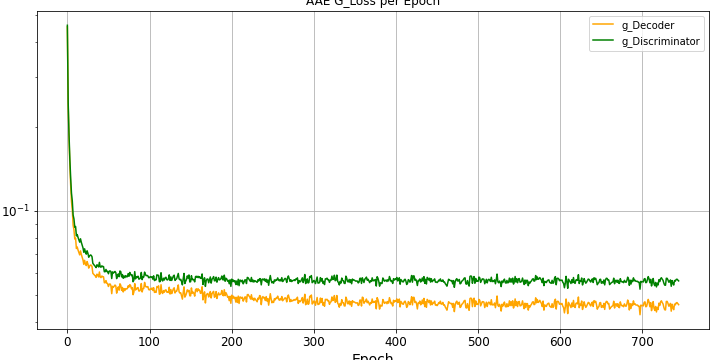 AAE G_Loss per Epoch
g_Decoder
g_Discriminator
10⁻¹
0 100 200 300 400 500 600 700
Epoch